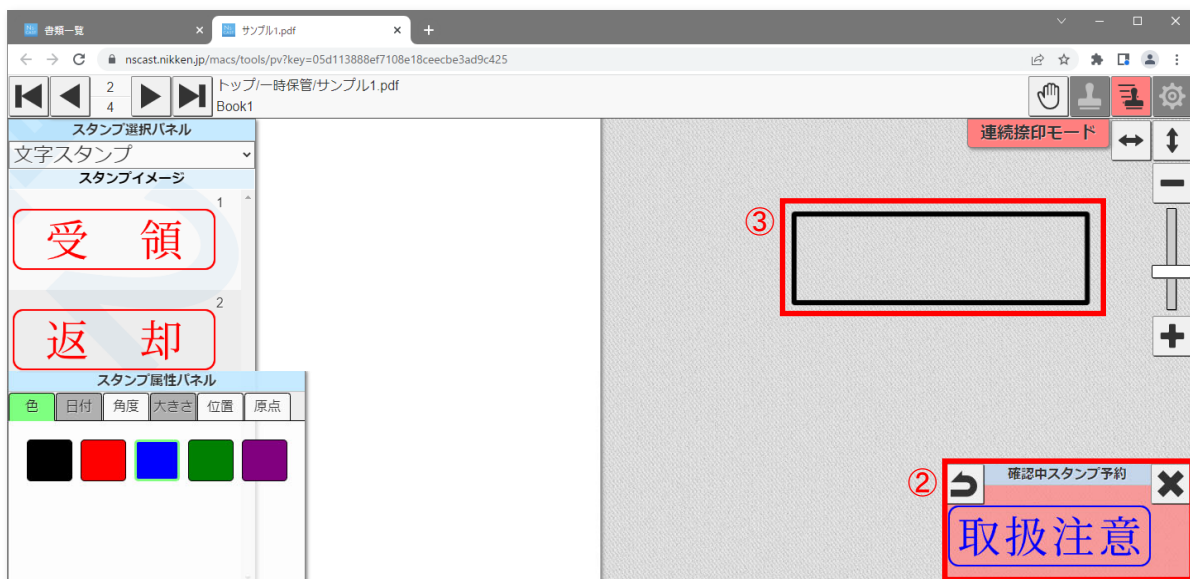 書類一覧
サンプル1.pdf
nscast.nikken.jp/macs/tools/pv?key=05d113888ef7108e18ceecbe3ad9c425
2
4
トップ/一時保管/サンプル1.pdf
Book1
スタンプ選択パネル
文字スタンプ
スタンプイメージ
1
受 領
2
返 却
スタンプ属性パネル
色 日付 角度 大きさ 位置 原点
連続捺印モード
③
②
確認中スタンプ予約
取扱注意